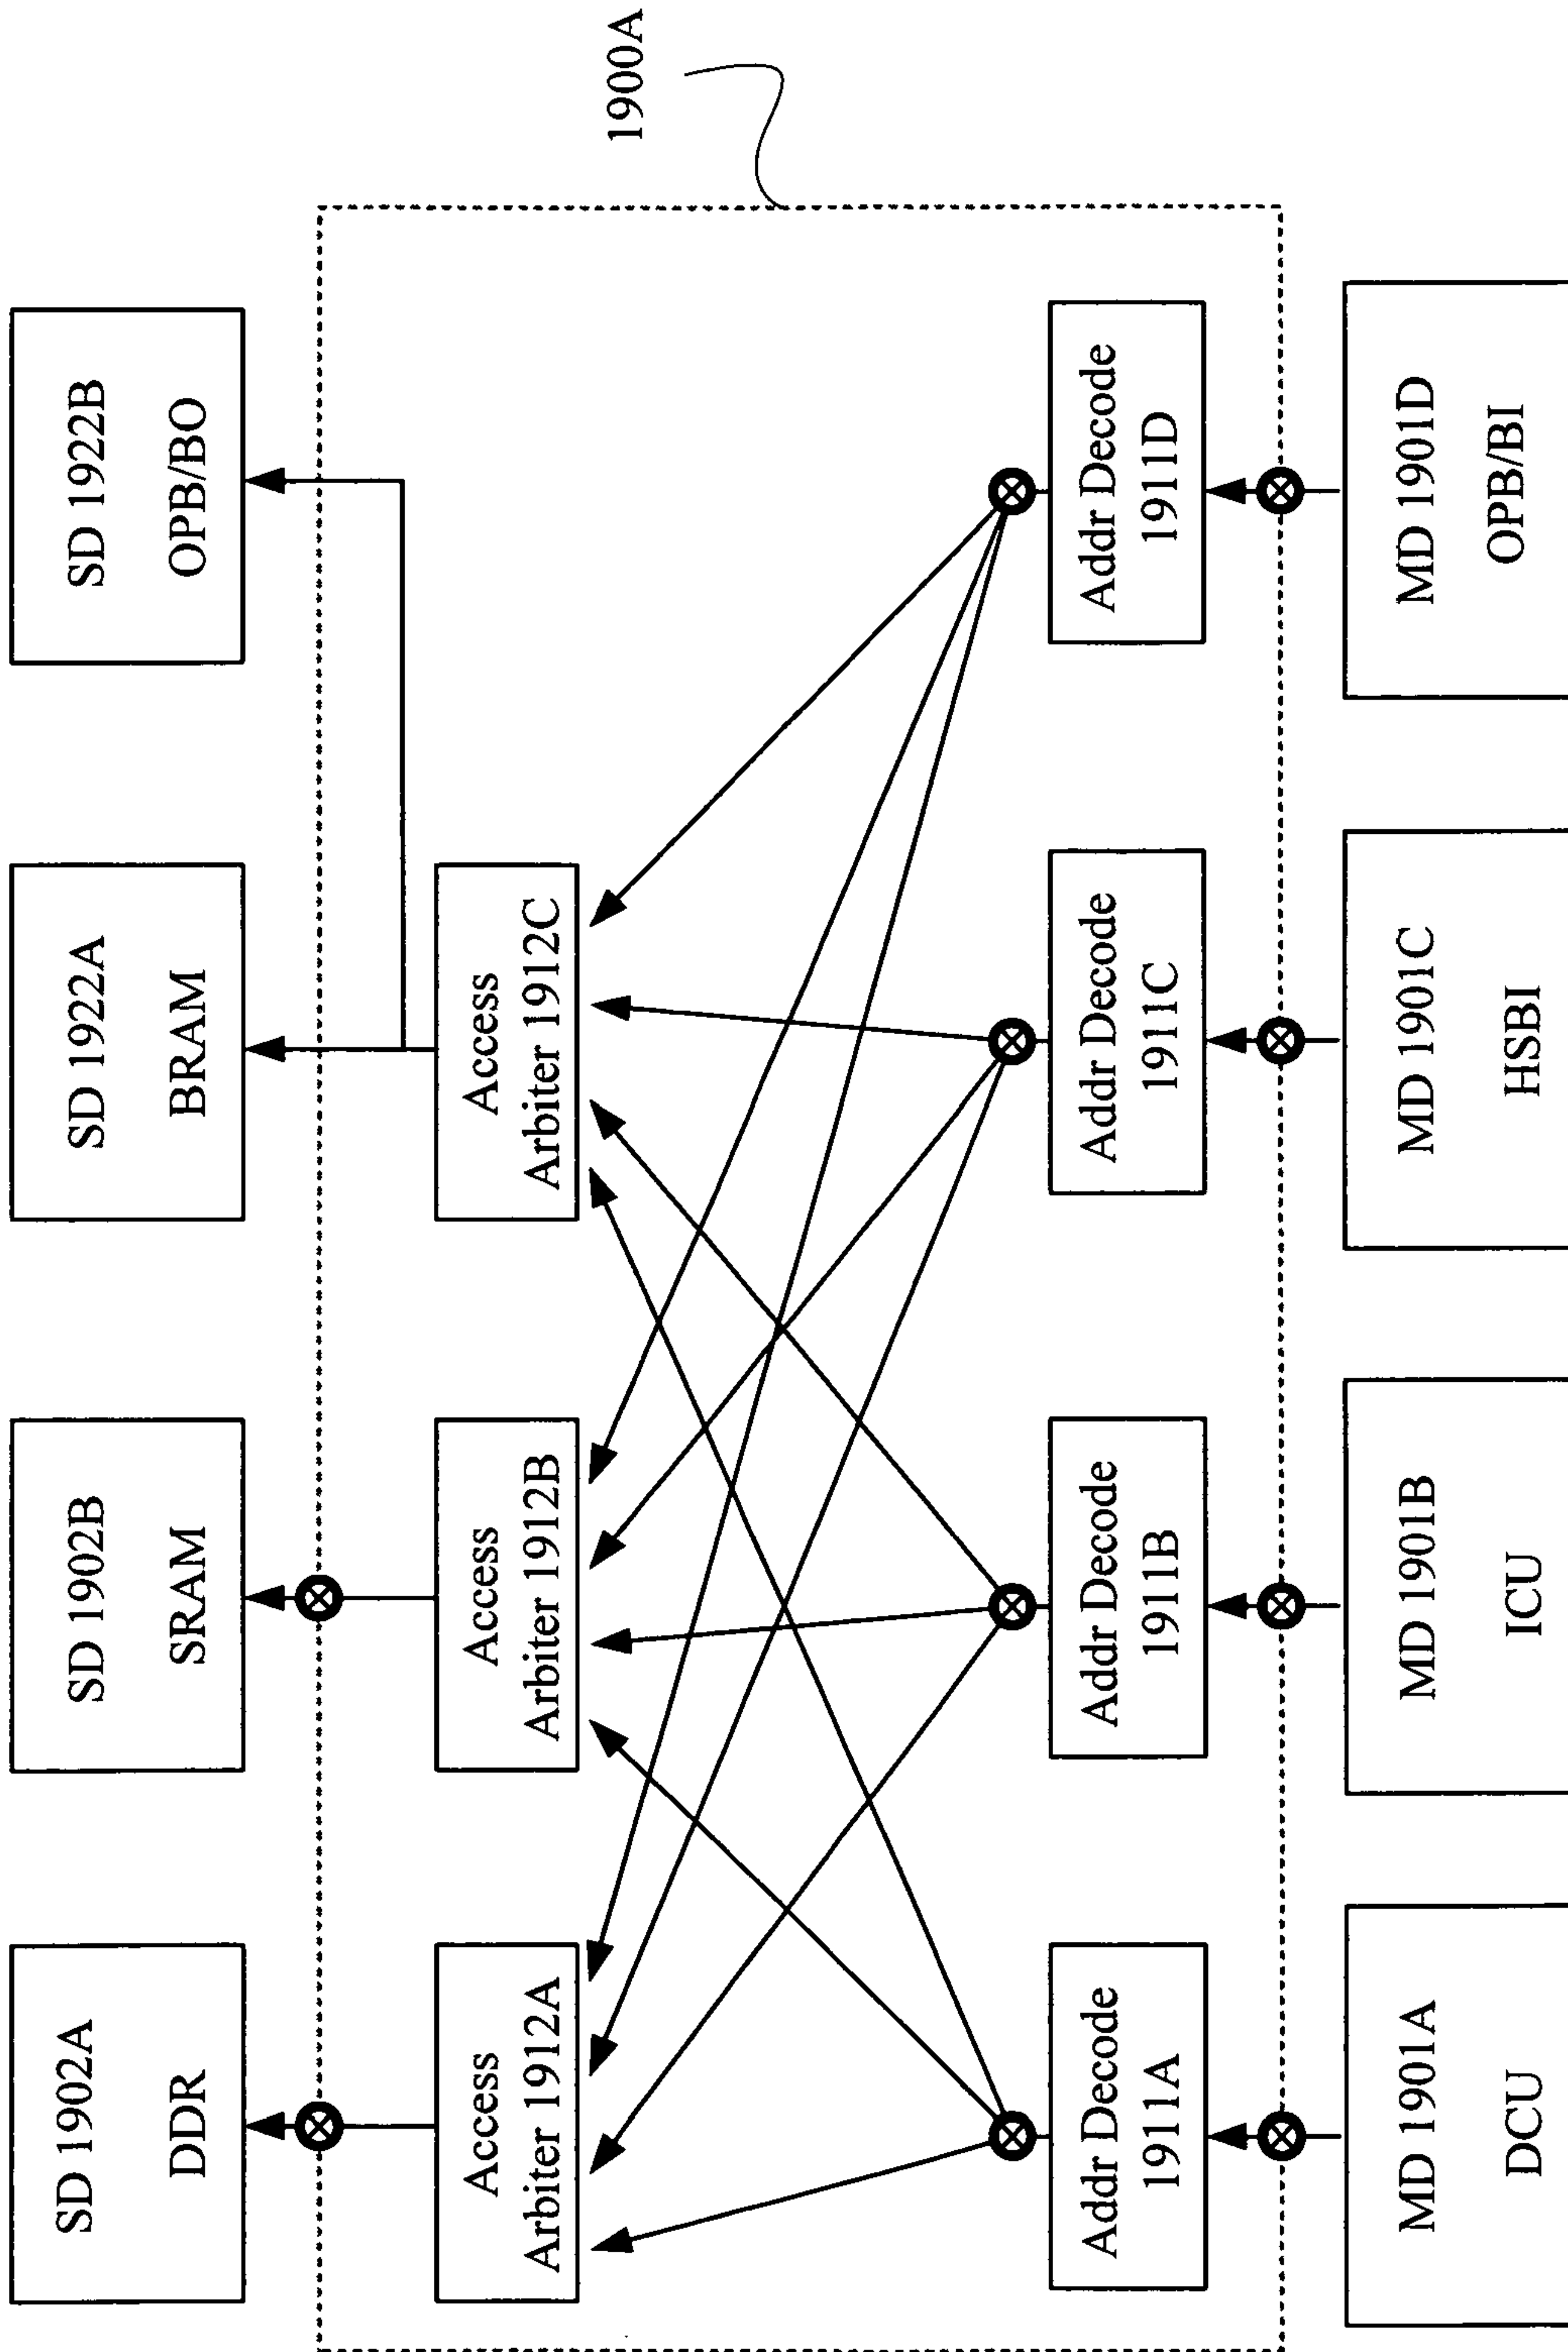 SD 1902A
DDR
SD 1902B
SRAM
SD 1922A
BRAM
SD 1922B
OPB/BO
1900A
Access
Arbiter 1912A
Access
Arbiter 1912B
Access
Arbiter 1912C
Addr Decode
1911A
Addr Decode
1911B
Addr Decode
1911C
Addr Decode
1911D
MD 1901A
DCU
MD 1901B
ICU
MD 1901C
HSBI
MD 1901D
OPB/BI